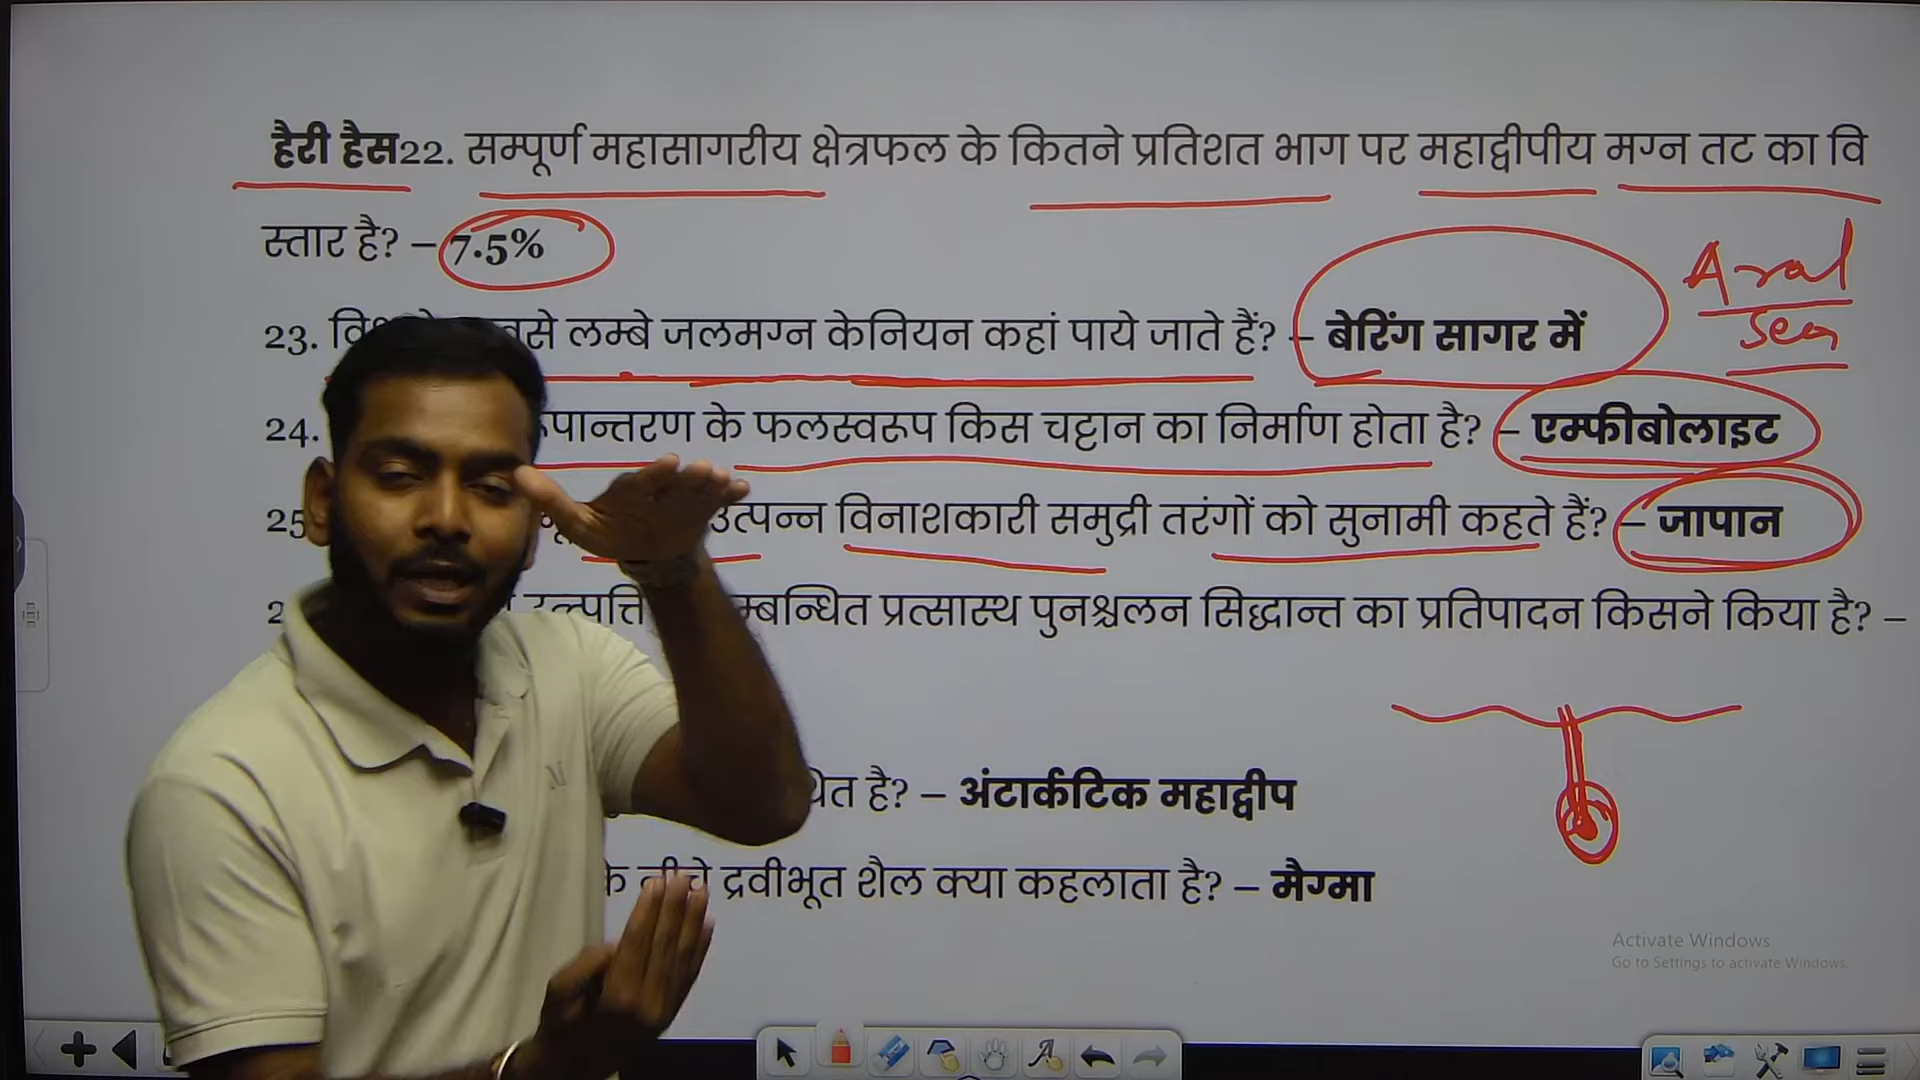 हैरी हैस22. सम्पूर्ण महासागरीय क्षेत्रफल के कितने प्रतिशत भाग पर महाद्वीपीय मग्न तट का वि
स्तार है? – 7.5%
Aral
Sea
23. लम्बे जलमग्न केनियन कहां पाये जाते हैं? – बेरिंग सागर में
24. के फलस्वरूप किस चट्टान का निर्माण होता है? – एम्फीबोलाइट
25 उत्पन्न विनाशकारी समुद्री तरंगों को सुनामी कहते हैं? – जापान
प्रत्सास्थ पुनश्चलन सिद्धान्त का प्रतिपादन किसने किया है? –
है? – अंटार्कटिक महाद्वीप
के नीचे द्रवीभूत शैल क्या कहलाता है? – मैग्मा
M
Activate Windows
Go to Settings to activate Windows.